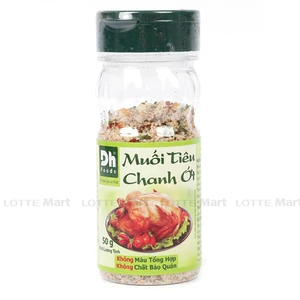 Dh
Foods
Muối Tiêu
Chanh Ớt
LOTTE Mart LOTTE Mart LOTTE Mart LOTTE Mart
50 g
Không Màu Tổng Hợp
Không Chất Bảo Quản